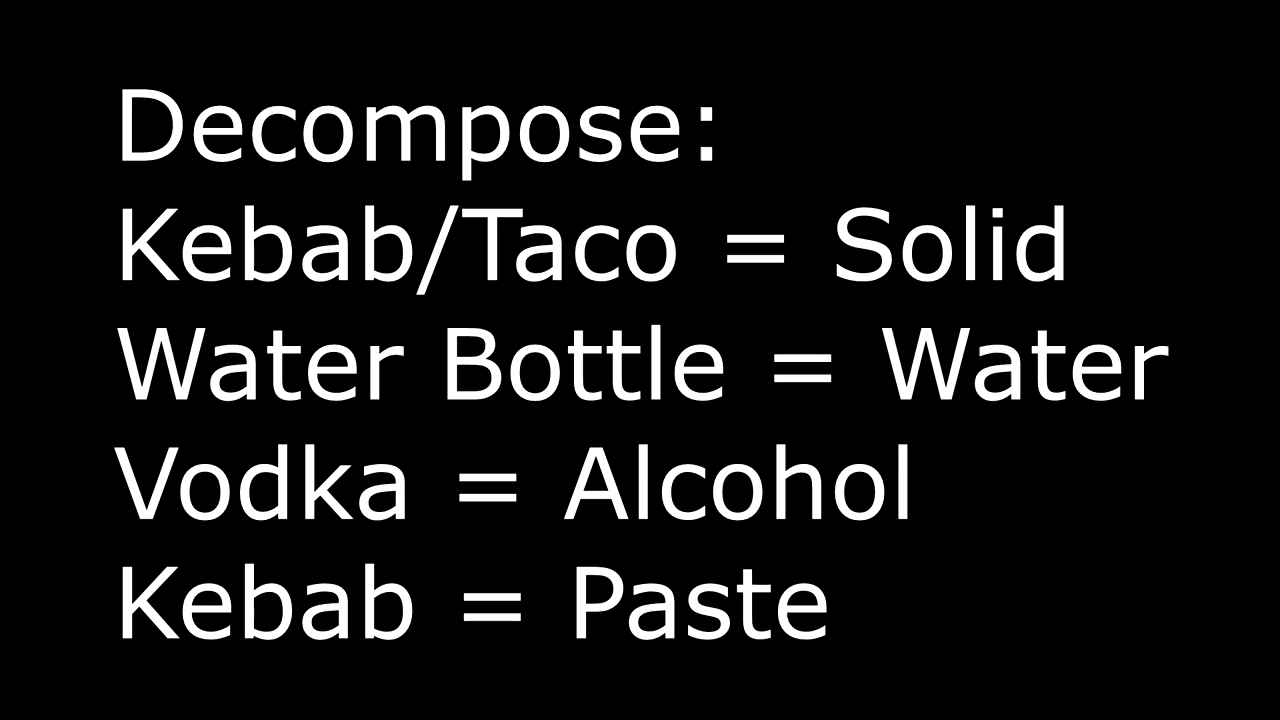 Decompose:
Kebab/Taco = Solid
Water Bottle = Water
Vodka = Alcohol
Kebab = Paste